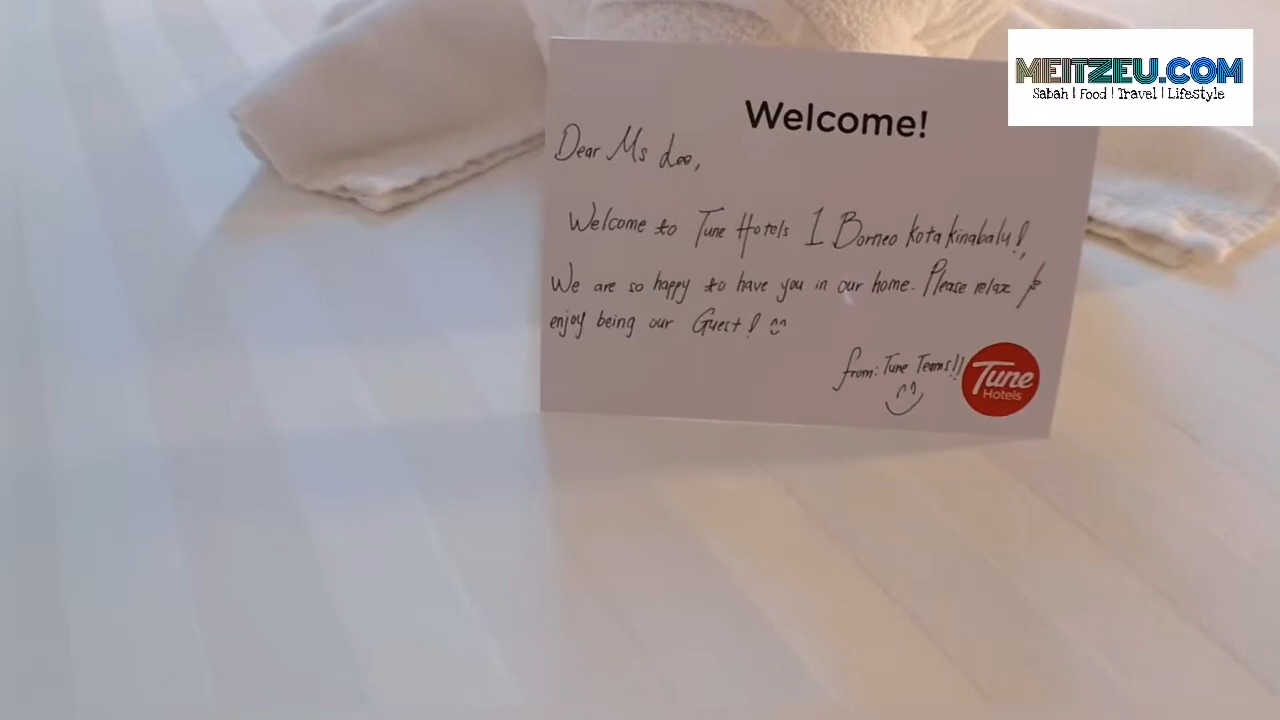 MEITZEU.COM
Sabah | Food | Travel | Lifestyle
Welcome!
Dear Ms Loo,
Welcome to Tune Hotels 1 Borneo Kota Kinabalu!,
We are so happy to have you in our home. Please relax &
enjoy being our Guest!
from: Tune Teams!!
Tune
Hotels